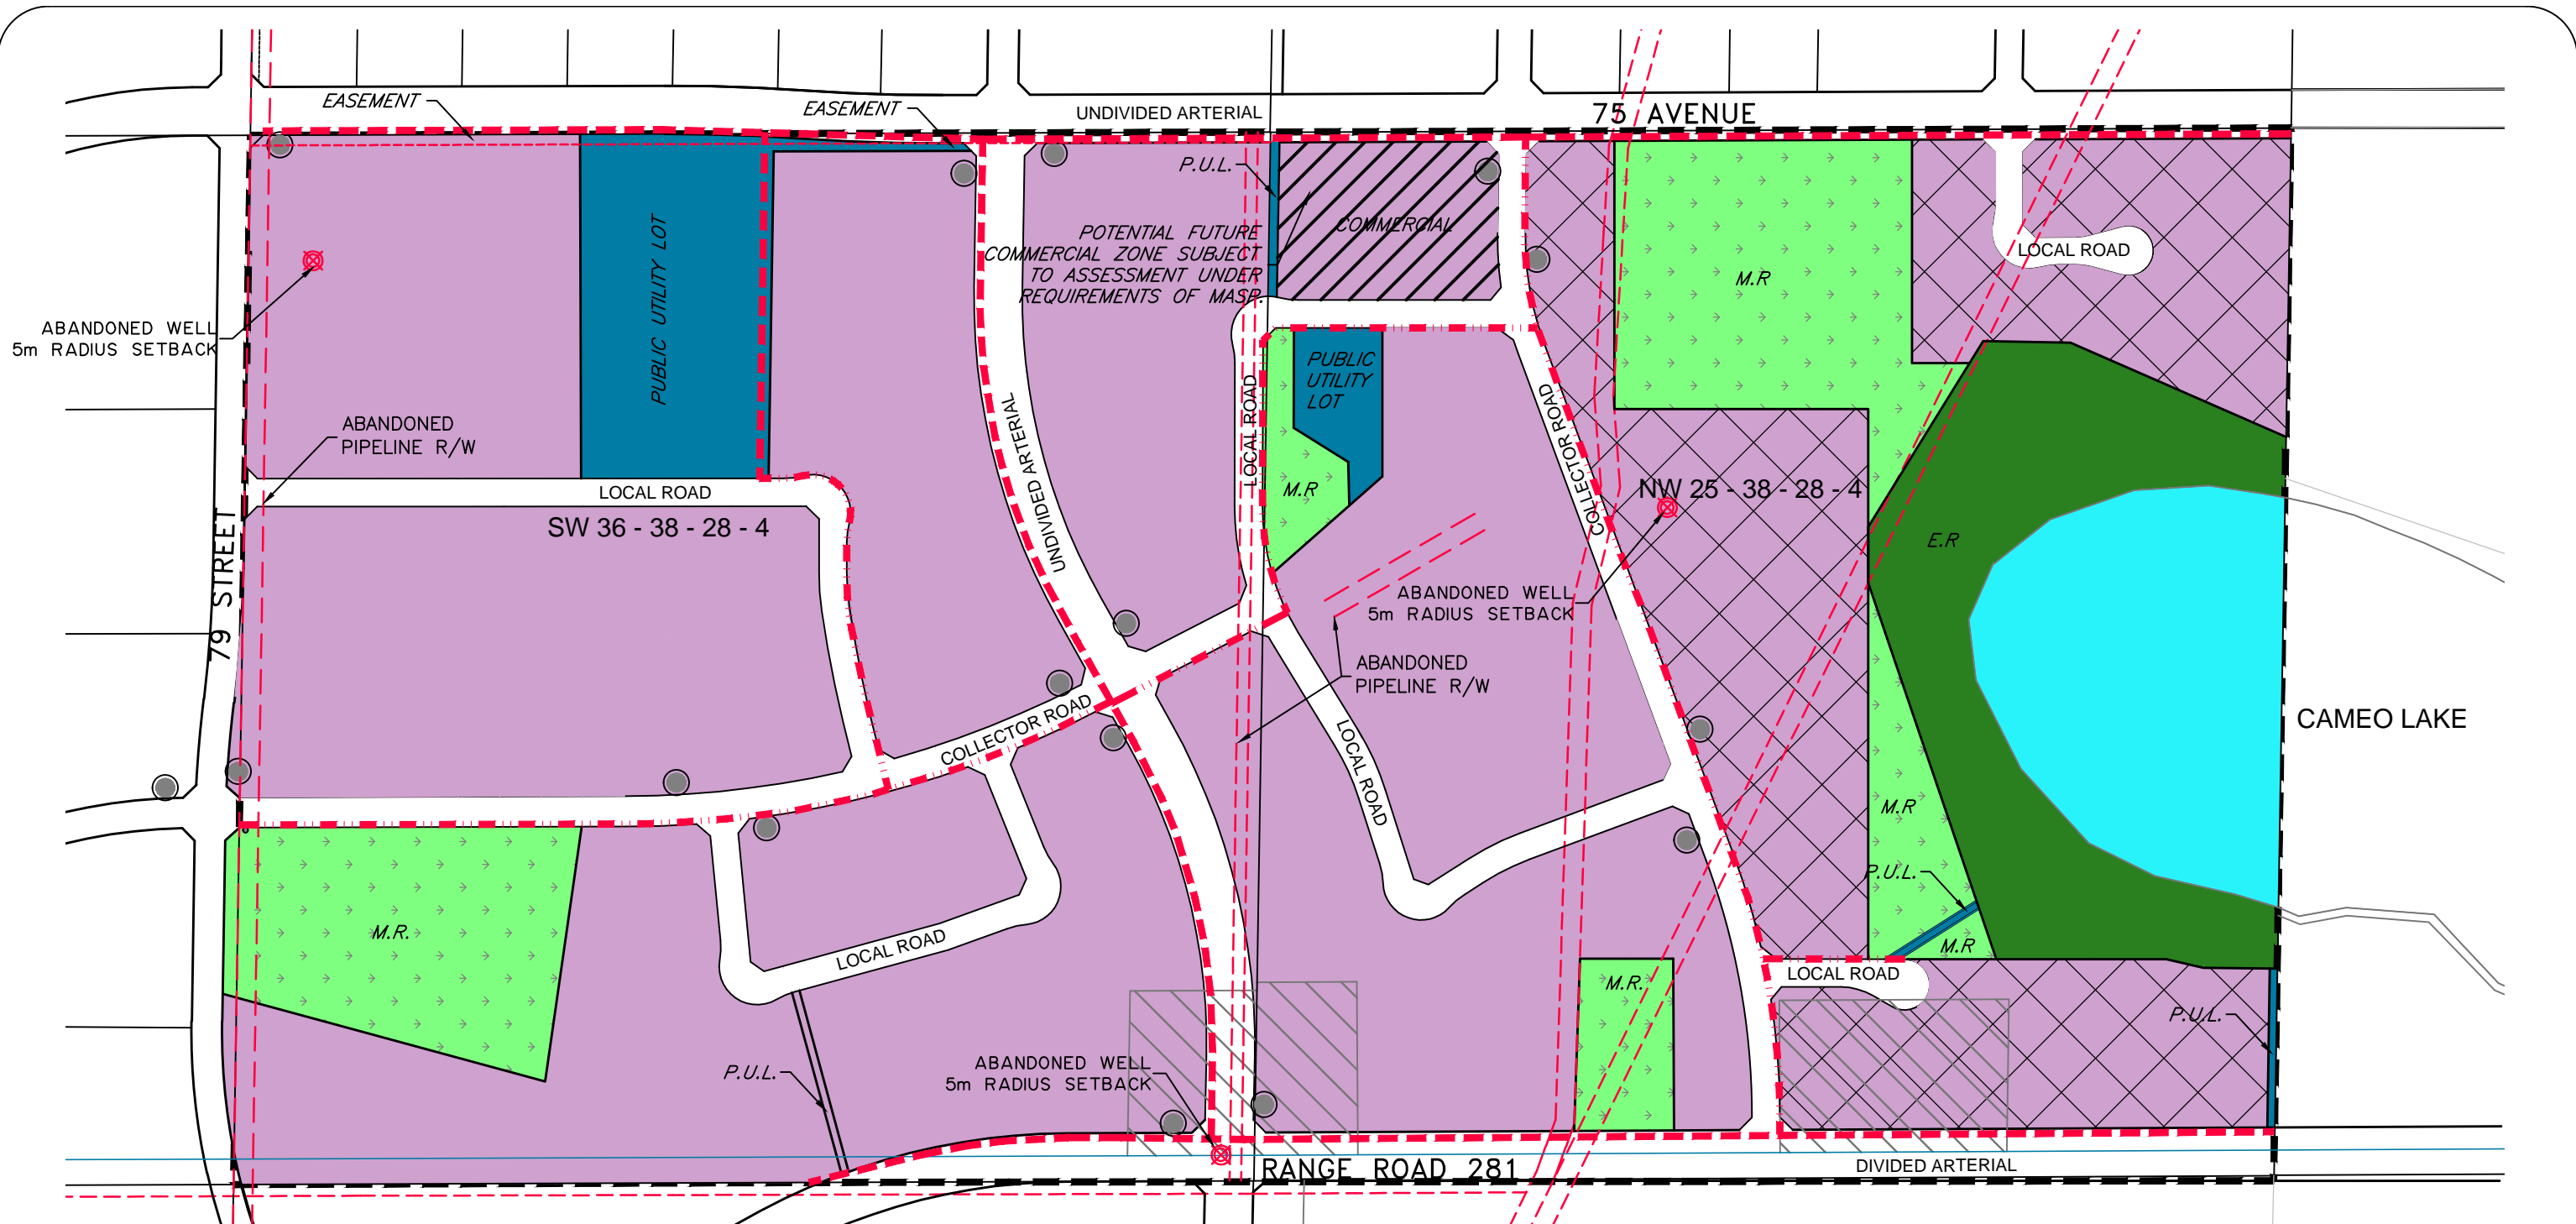 EASEMENT
EASEMENT
UNDIVIDED ARTERIAL
75 AVENUE
P.U.L.
POTENTIAL FUTURE
COMMERCIAL ZONE SUBJECT
TO ASSESSMENT UNDER
REQUIREMENTS OF MASP.
COMMERCIAL
LOCAL ROAD
M.R
PUBLIC UTILITY LOT
ABANDONED WELL
5m RADIUS SETBACK
PUBLIC
UTILITY
LOT
LOCAL ROAD
UNDIVIDED ARTERIAL
COLLECTOR ROAD
ABANDONED
PIPELINE R/W
LOCAL ROAD
M.R
NW 25 - 38 - 28 - 4
SW 36 - 38 - 28 - 4
79 STREET
E.R
ABANDONED WELL
5m RADIUS SETBACK
ABANDONED
PIPELINE R/W
CAMEO LAKE
COLLECTOR ROAD
LOCAL ROAD
M.R
P.U.L.
M.R.
LOCAL ROAD
M.R
LOCAL ROAD
M.R.
P.U.L.
P.U.L.
ABANDONED WELL
5m RADIUS SETBACK
RANGE ROAD 281
DIVIDED ARTERIAL